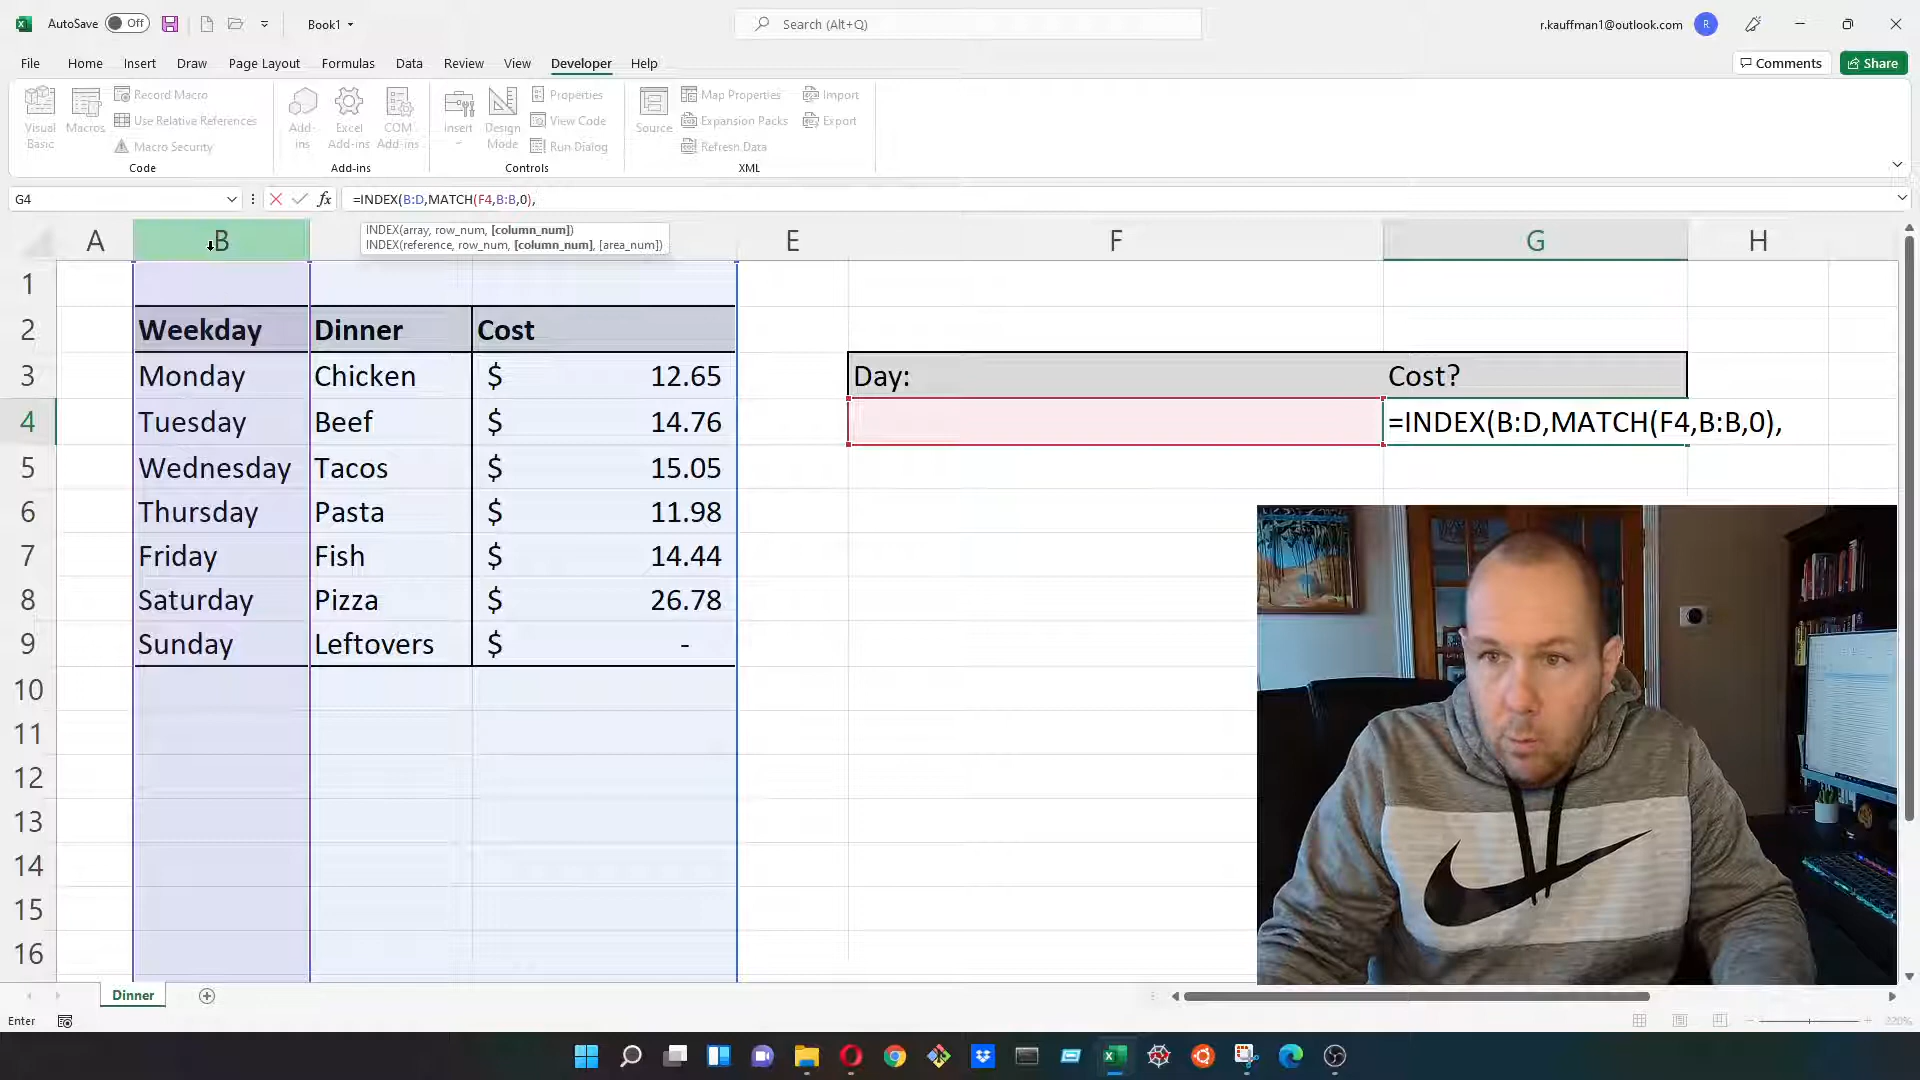 AutoSave Off Book1 Search (Alt+Q) r.kauffman1@outlook.com R
File Home Insert Draw Page Layout Formulas Data Review View Developer Help Comments Share
Visual Basic
Macros
Record Macro
Use Relative References
Macro Security
Code
Add-ins
Excel Add-ins
COM Add-ins
Add-ins
Insert
Design Mode
Properties
View Code
Run Dialog
Controls
Source
Map Properties
Expansion Packs
Refresh Data
Import
Export
XML
G4 fx =INDEX(B:D,MATCH(F4,B:B,0),
INDEX(array, row_num, [column_num])
INDEX(reference, row_num, [column_num], [area_num])
A B E F G H
1
2 Weekday Dinner Cost
3 Monday Chicken $ 12.65 Day: Cost?
4 Tuesday Beef $ 14.76 =INDEX(B:D,MATCH(F4,B:B,0),
5 Wednesday Tacos $ 15.05
6 Thursday Pasta $ 11.98
7 Friday Fish $ 14.44
8 Saturday Pizza $ 26.78
9 Sunday Leftovers $ -
10
11
12
13
14
15
16
Dinner
Enter